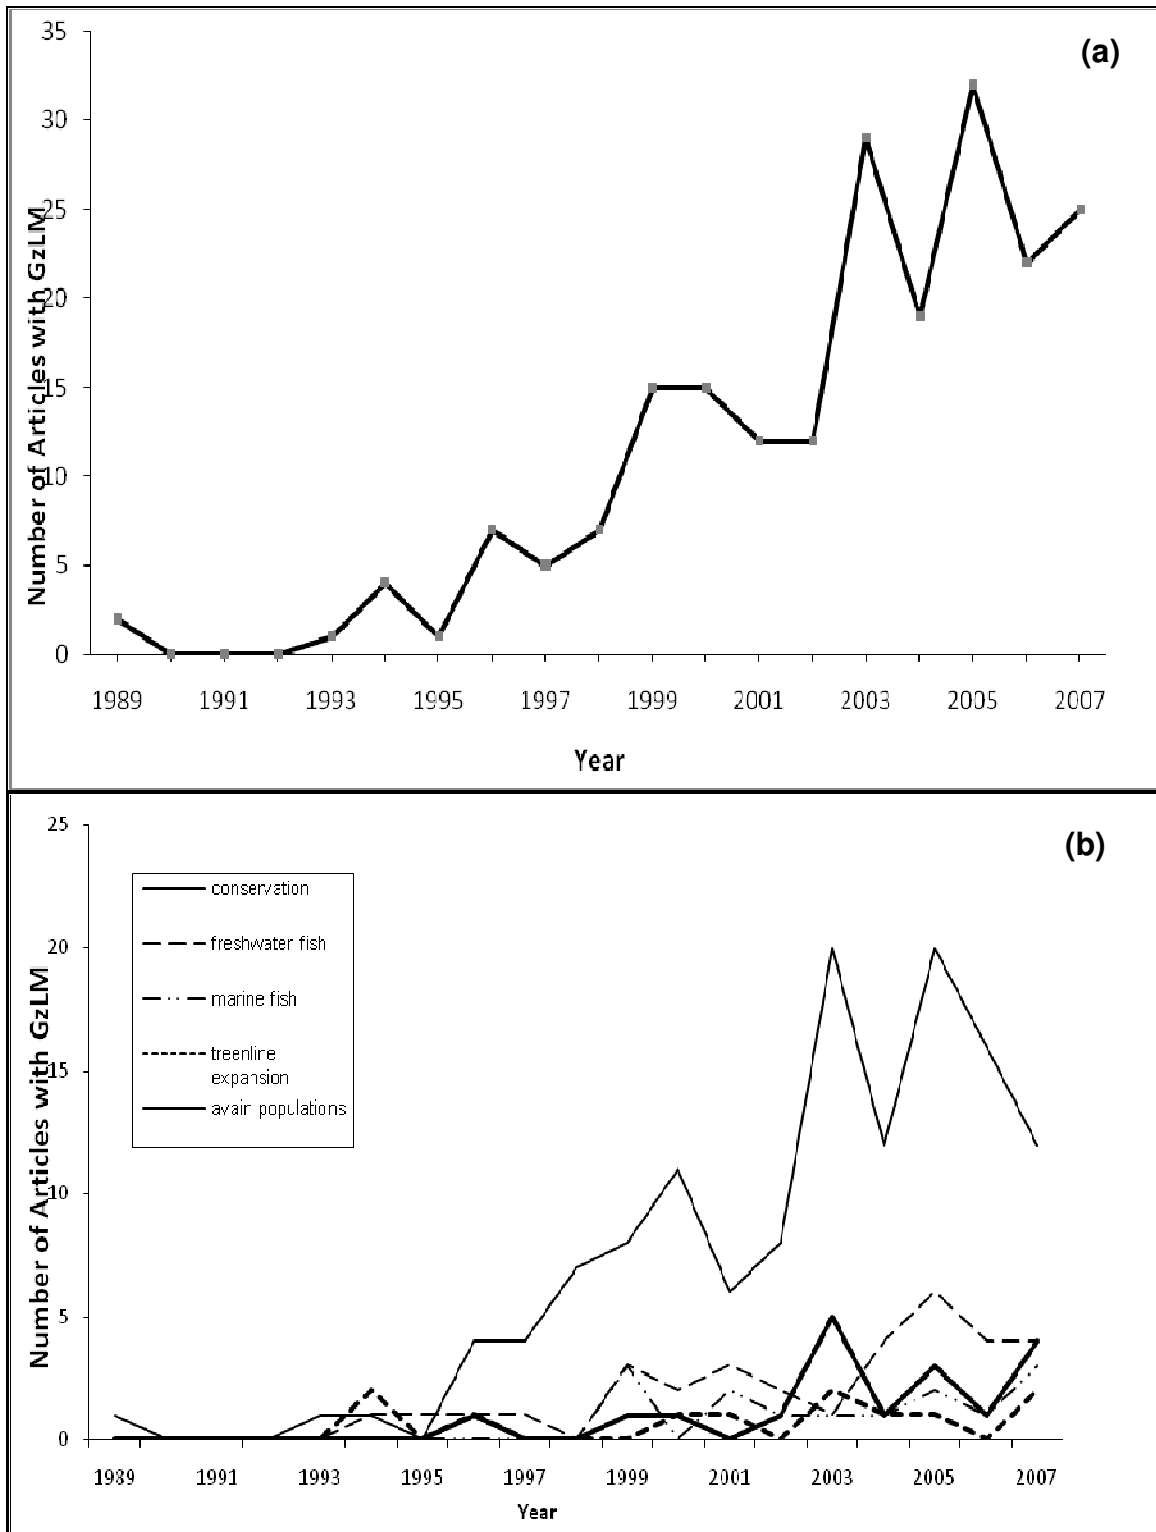 (a)
35
30
25
20
15
10
5
0
Number of Articles with GzLM
1989 1991 1993 1995 1997 1999 2001 2003 2005 2007
Year
(b)
25
20
15
10
5
0
Number of Articles with GzLM
conservation
freshwater fish
marine fish
treenline
expansion
avain populations
1989 1991 1993 1995 1997 1999 2001 2003 2005 2007
Year